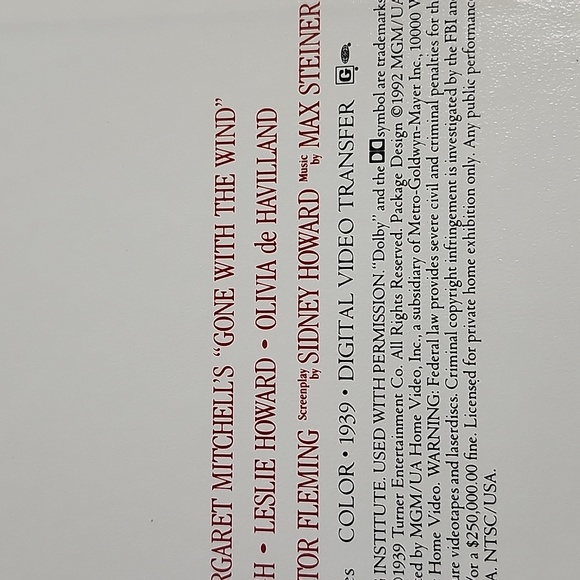 RGARET MITCHELL'S "GONE WITH THE WIND"
H • LESLIE HOWARD • OLIVIA de HAVILLAND
TOR FLEMING Screenplay by SIDNEY HOWARD Music by MAX STEINER
es COLOR • 1939 • DIGITAL VIDEO TRANSFER G
INSTITUTE. USED WITH PERMISSION. "Dolby" and the symbol are trademarks
1939 Turner Entertainment Co. All Rights Reserved. Package Design ©1992 MGM/UA
ed by MGM/UA Home Video, Inc., a subsidiary of Metro-Goldwyn-Mayer Inc., 10000 W
Home Video. WARNING: Federal law provides severe civil and criminal penalties for th
re videotapes and laserdiscs. Criminal copyright infringement is investigated by the FBI an
for a $250,000.00 fine. Licensed for private home exhibition only. Any public performance
A. NTSC/USA.